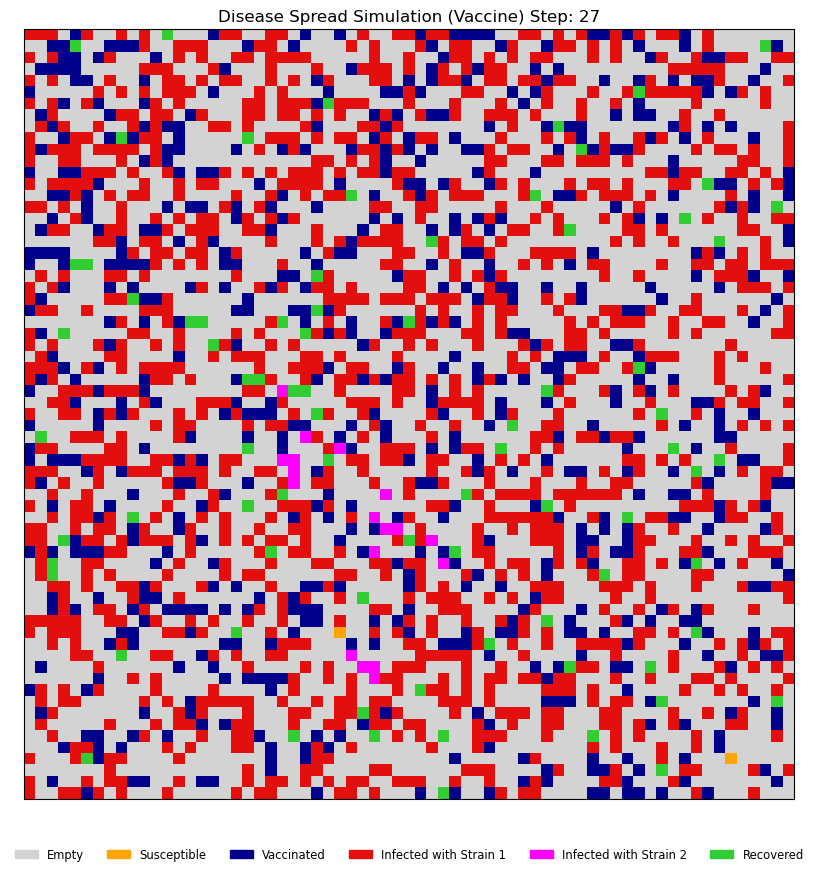 Disease Spread Simulation (Vaccine) Step: 27
Empty Susceptible Vaccinated Infected with Strain 1 Infected with Strain 2 Recovered